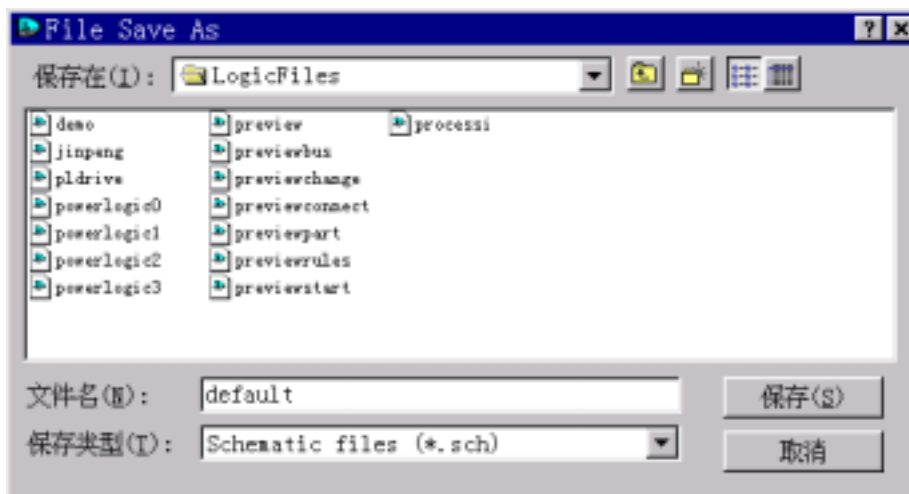 File Save As
保存在(I): LogicFiles
demo preview processi
jinpeng previewbus
pldrive previewchange
powerlogic0 previewconnect
powerlogic1 previewpart
powerlogic2 previewrules
powerlogic3 previewstart
文件名(N): default 保存(S)
保存类型(T): Schematic files (*.sch) 取消